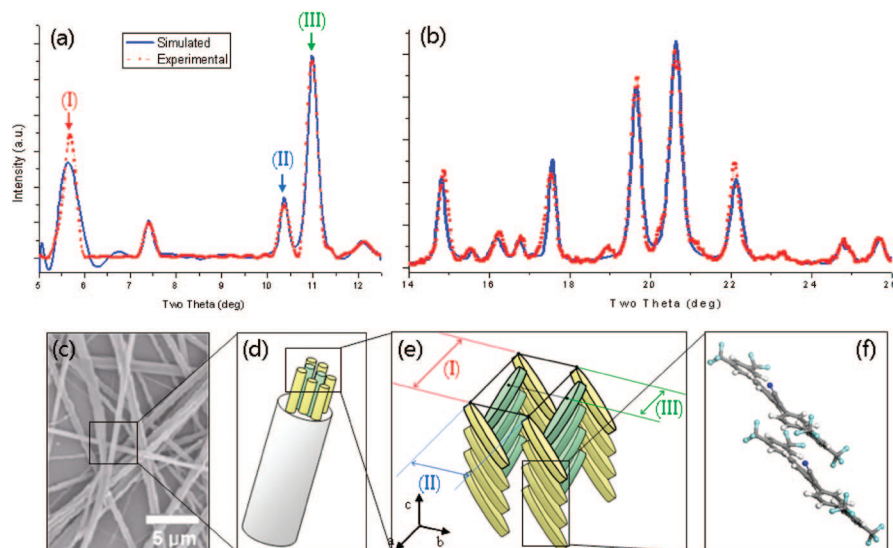 (a)
Simulated
Experimental
(I)
(II)
(III)
Intensity (a.u.)
5 6 7 8 9 10 11 12
Two Theta (deg)
(b)
14 16 18 20 22 24 26
Two Theta (deg)
(c)
5 μm
(d)
(e)
(I)
(II)
(III)
c
a
b
(f)